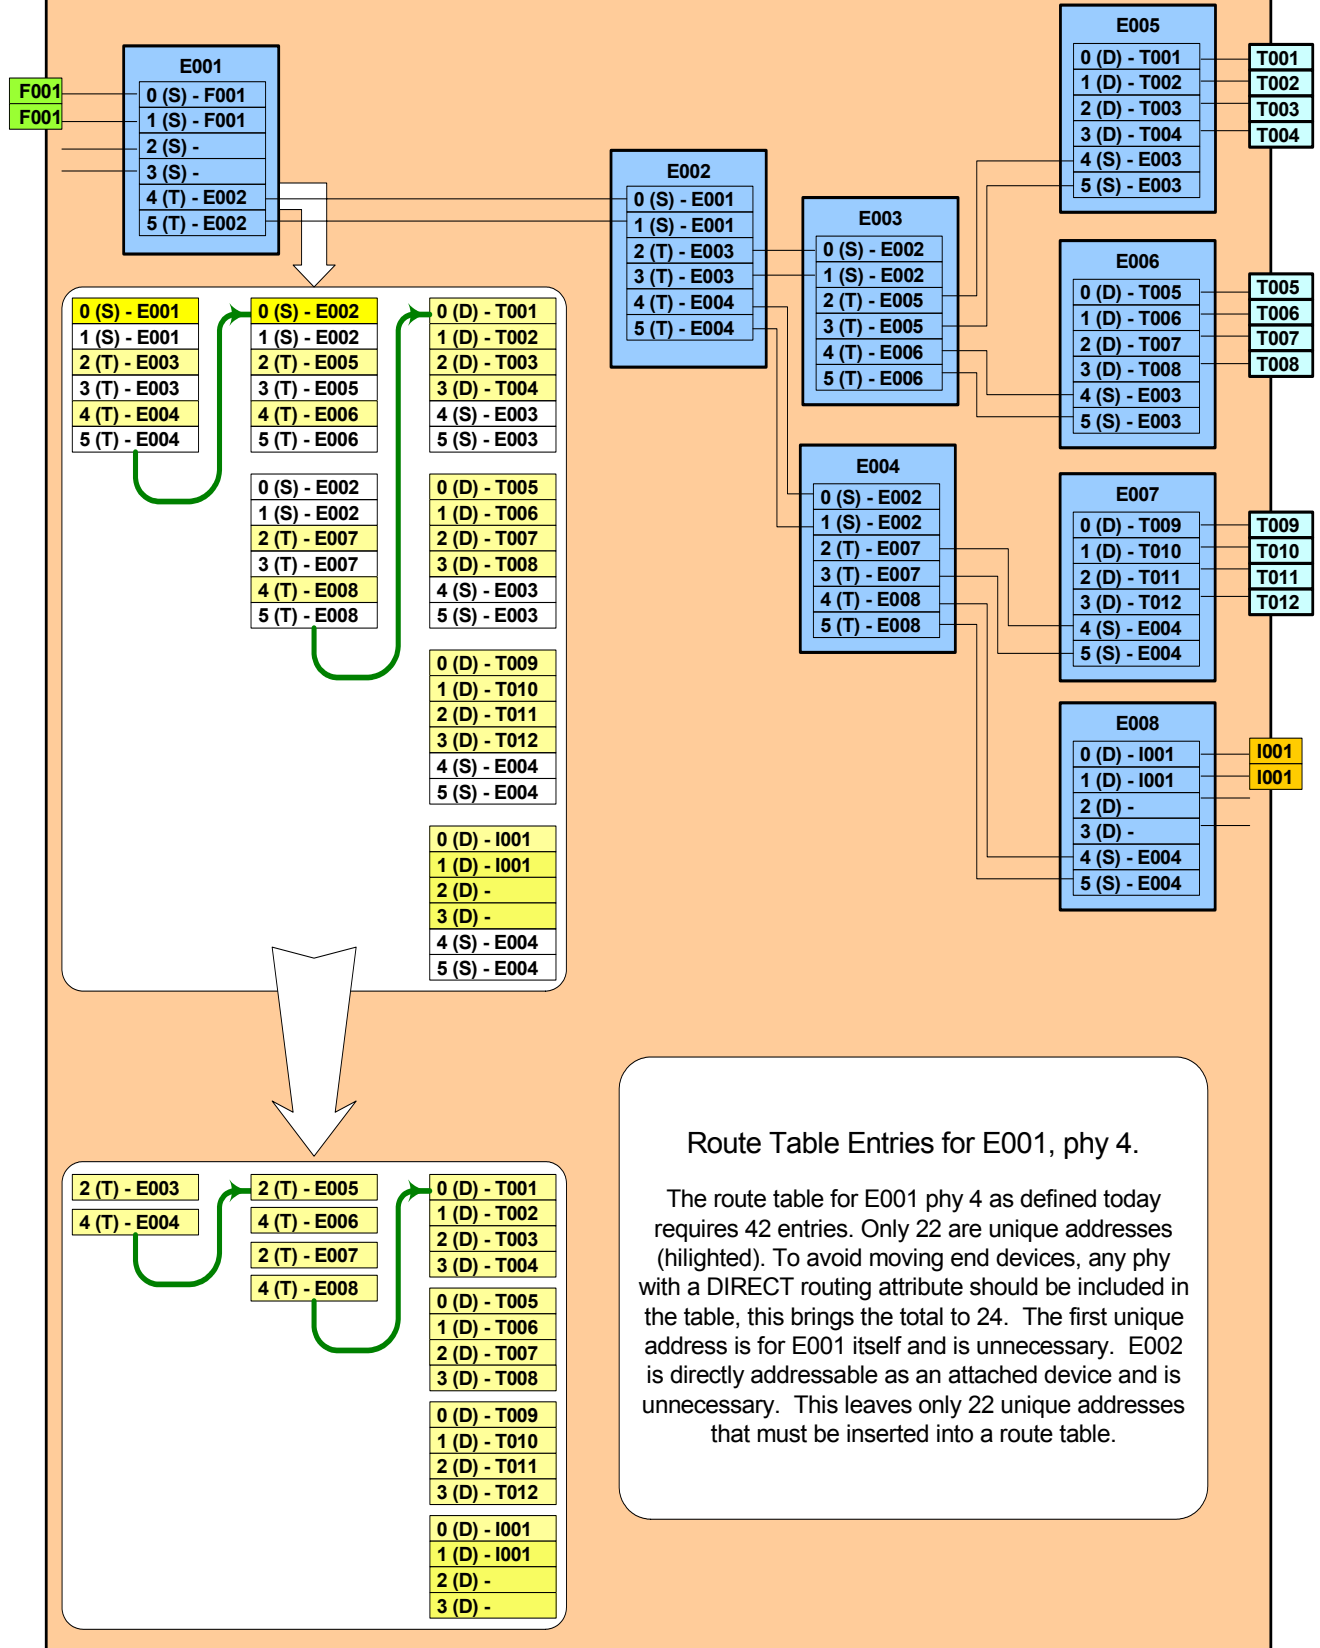 F001
F001
E001
0 (S) - F001
1 (S) - F001
2 (S) -
3 (S) -
4 (T) - E002
5 (T) - E002
E002
0 (S) - E001
1 (S) - E001
2 (T) - E003
3 (T) - E003
4 (T) - E004
5 (T) - E004
E003
0 (S) - E002
1 (S) - E002
2 (T) - E005
3 (T) - E005
4 (T) - E006
5 (T) - E006
E004
0 (S) - E002
1 (S) - E002
2 (T) - E007
3 (T) - E007
4 (T) - E008
5 (T) - E008
E005
0 (D) - T001
1 (D) - T002
2 (D) - T003
3 (D) - T004
4 (S) - E003
5 (S) - E003
T001
T002
T003
T004
E006
0 (D) - T005
1 (D) - T006
2 (D) - T007
3 (D) - T008
4 (S) - E003
5 (S) - E003
T005
T006
T007
T008
E007
0 (D) - T009
1 (D) - T010
2 (D) - T011
3 (D) - T012
4 (S) - E004
5 (S) - E004
T009
T010
T011
T012
E008
0 (D) - I001
1 (D) - I001
2 (D) -
3 (D) -
4 (S) - E004
5 (S) - E004
I001
I001
0 (S) - E001
1 (S) - E001
2 (T) - E003
3 (T) - E003
4 (T) - E004
5 (T) - E004
0 (S) - E002
1 (S) - E002
2 (T) - E005
3 (T) - E005
4 (T) - E006
5 (T) - E006
0 (S) - E002
1 (S) - E002
2 (T) - E007
3 (T) - E007
4 (T) - E008
5 (T) - E008
0 (D) - T001
1 (D) - T002
2 (D) - T003
3 (D) - T004
4 (S) - E003
5 (S) - E003
0 (D) - T005
1 (D) - T006
2 (D) - T007
3 (D) - T008
4 (S) - E003
5 (S) - E003
0 (D) - T009
1 (D) - T010
2 (D) - T011
3 (D) - T012
4 (S) - E004
5 (S) - E004
0 (D) - I001
1 (D) - I001
2 (D) -
3 (D) -
4 (S) - E004
5 (S) - E004
2 (T) - E003
4 (T) - E004
2 (T) - E005
4 (T) - E006
2 (T) - E007
4 (T) - E008
0 (D) - T001
1 (D) - T002
2 (D) - T003
3 (D) - T004
0 (D) - T005
1 (D) - T006
2 (D) - T007
3 (D) - T008
0 (D) - T009
1 (D) - T010
2 (D) - T011
3 (D) - T012
0 (D) - I001
1 (D) - I001
2 (D) -
3 (D) -
Route Table Entries for E001, phy 4.
The route table for E001 phy 4 as defined today
requires 42 entries. Only 22 are unique addresses
(hilighted). To avoid moving end devices, any phy
with a DIRECT routing attribute should be included in
the table, this brings the total to 24. The first unique
address is for E001 itself and is unnecessary. E002
is directly addressable as an attached device and is
unnecessary. This leaves only 22 unique addresses
that must be inserted into a route table.